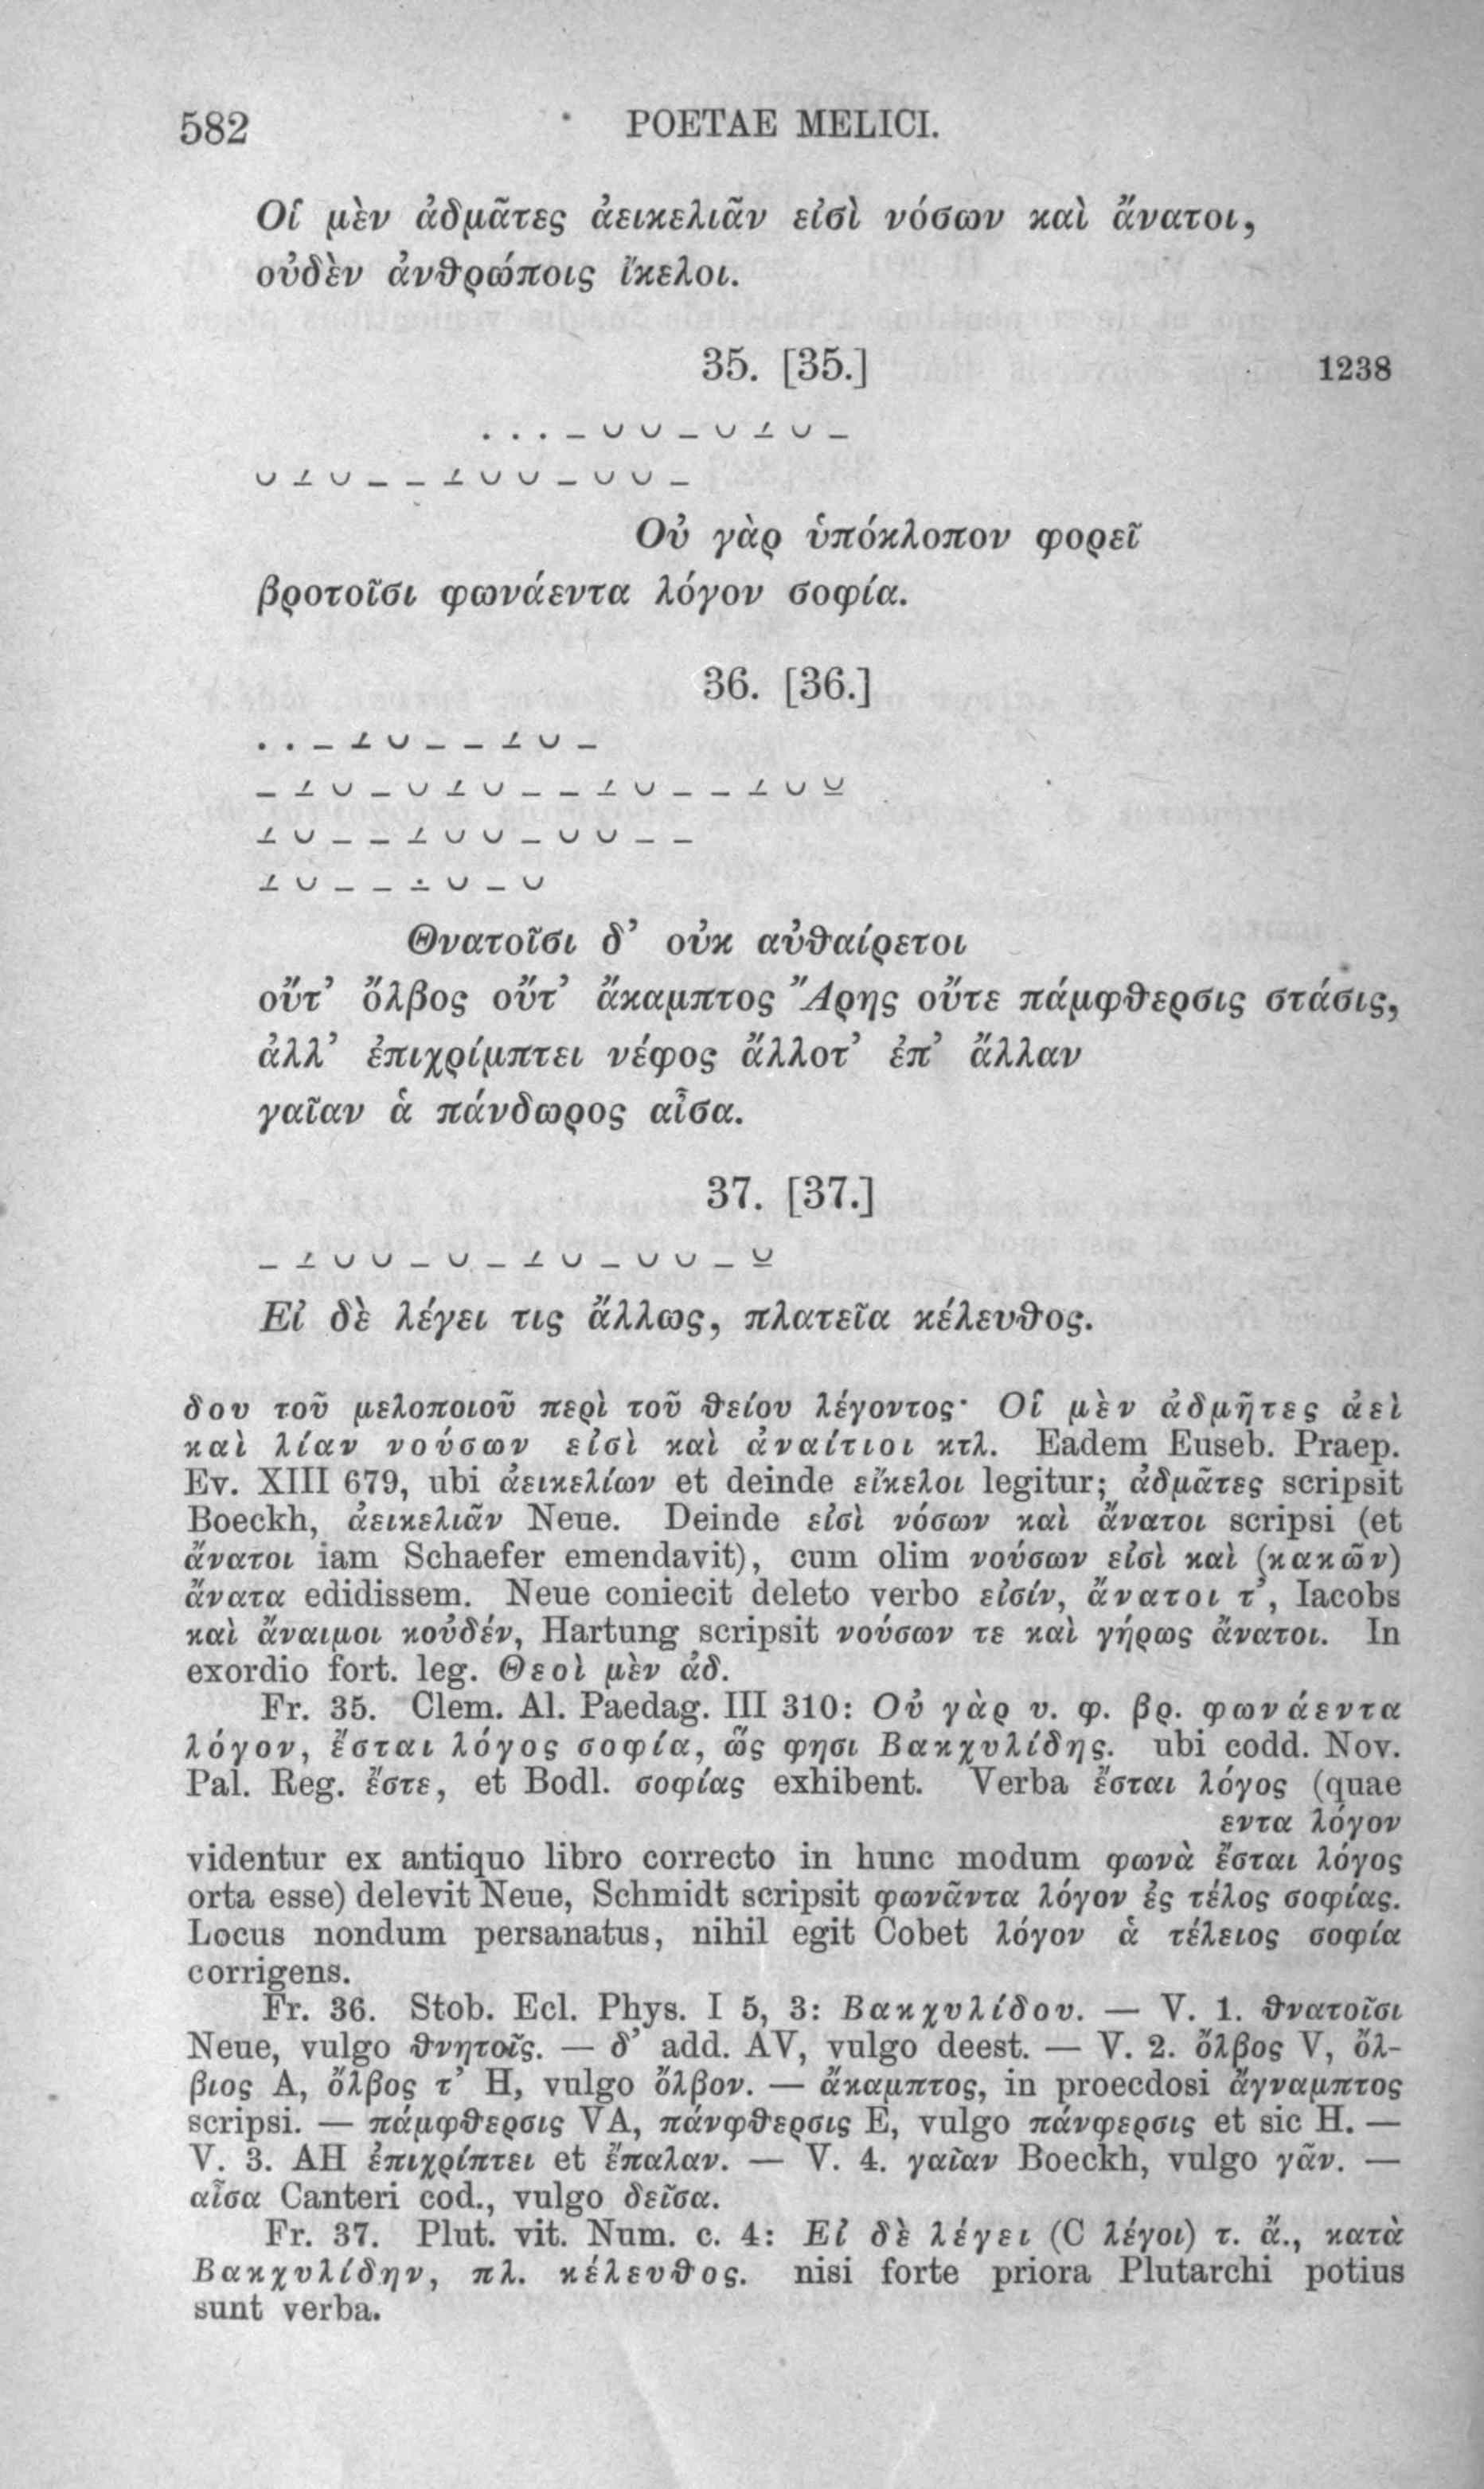 582 POETAE MELICI.
Οἱ μὲν ἀδμᾶτες ἀεικελιᾶν εἰσὶ νόσων καὶ ἄνατοι,
οὐδὲν ἀνθρώποις ἴκελοι.
35. [35.] 1238
. . . – ∪ ∪ – ∪ –́ ∪ –
∪ –́ ∪ – – –́ ∪ ∪ – ∪ ∪ –
Οὐ γὰρ ὑπόκλοπον φορεῖ
βροτοῖσι φωνάεντα λόγον σοφία.
36. [36.]
. . – –́ ∪ – – –́ ∪ –
– –́ ∪ – ∪ –́ ∪ – – –́ ∪ – – –́ ∪ ∪̲
–́ ∪ – – –́ ∪ ∪ – ∪ ∪ – –
–́ ∪ – – –̇ ∪ – ∪
Θνατοῖσι δ’ οὐκ αὐθαίρετοι
οὔτ’ ὄλβος οὔτ’ ἄκαμπτος Ἄρης οὔτε πάμφθερσις στάσις,
ἀλλ’ ἐπιχρίμπτει νέφος ἄλλοτ’ ἐπ’ ἄλλαν
γαῖαν ἁ πάνδωρος αἶσα.
37. [37.]
– –́ ∪ ∪ – ∪ – –́ ∪ – ∪ ∪ – ∪̲
Εἰ δὲ λέγει τις ἄλλως, πλατεῖα κέλευθος.
δου τοῦ μελοποιοῦ περὶ τοῦ θείου λέγοντος· Οἱ μὲν ἀδμῆτες ἀεὶ
καὶ λίαν νούσων εἰσὶ καὶ ἀναίτιοι κτλ. Eadem Euseb. Praep.
Ev. XIII 679, ubi ἀεικελίων et deinde εἴκελοι legitur; ἀδμᾶτες scripsit
Boeckh, ἀεικελιᾶν Neue. Deinde εἰσὶ νόσων καὶ ἄνατοι scripsi (et
ἄνατοι iam Schaefer emendavit), cum olim νούσων εἰσὶ καὶ (κακῶν)
ἄνατα edidissem. Neue coniecit deleto verbo εἰσίν, ἄνατοι τ’, Iacobs
καὶ ἄναιμοι κοὐδέν, Hartung scripsit νούσων τε καὶ γήρως ἄνατοι. In
exordio fort. leg. Θεοὶ μὲν ἀδ.
Fr. 35. Clem. Al. Paedag. III 310: Οὐ γὰρ υ. φ. βρ. φωνάεντα
λόγον, ἔσται λόγος σοφία, ὥς φησι Βακχυλίδης. ubi codd. Nov.
Pal. Reg. ἔστε, et Bodl. σοφίας exhibent. Verba ἔσται λόγος (quae
εντα λόγον
videntur ex antiquo libro correcto in hunc modum φωνὰ ἔσται λόγος
orta esse) delevit Neue, Schmidt scripsit φωνᾶντα λόγον ἐς τέλος σοφίας.
Locus nondum persanatus, nihil egit Cobet λόγον ἁ τέλειος σοφία
corrigens.
Fr. 36. Stob. Ecl. Phys. I 5, 3: Βακχυλίδου. — V. 1. θνατοῖσι
Neue, vulgo θνητοῖς. — δ’ add. AV, vulgo deest. — V. 2. ὄλβος V, ὄλ-
βιος A, ὄλβος τ’ H, vulgo ὄλβον. — ἄκαμπτος, in proecdosi ἄγναμπτος
scripsi. — πάμφθερσις VA, πάνφθερσις E, vulgo πάνφερσις et sic H. —
V. 3. AH ἐπιχρίπτει et ἔπαλαν. — V. 4. γαῖαν Boeckh, vulgo γᾶν. —
αἶσα Canteri cod., vulgo δεῖσα.
Fr. 37. Plut. vit. Num. c. 4: Εἰ δὲ λέγει (C λέγοι) τ. ἄ., κατὰ
Βακχυλίδην, πλ. κέλευθος. nisi forte priora Plutarchi potius
sunt verba.